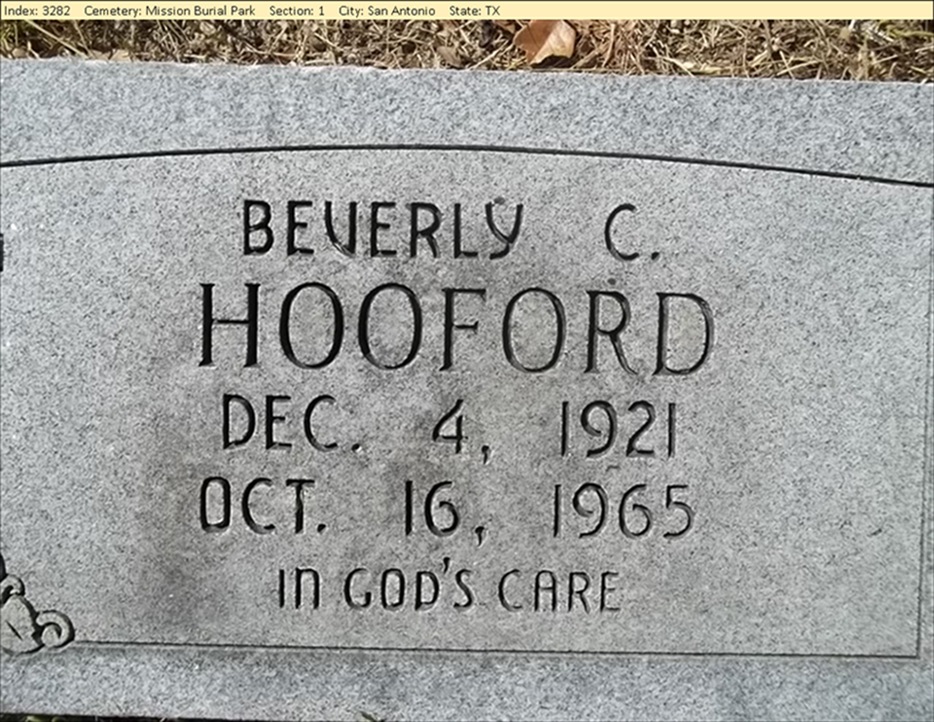 Index: 3282 Cemetery: Mission Burial Park Section: 1 City: San Antonio State: TX
BEVERLY C.
HOOFORD
DEC. 4, 1921
OCT. 16, 1965
IN GOD'S CARE